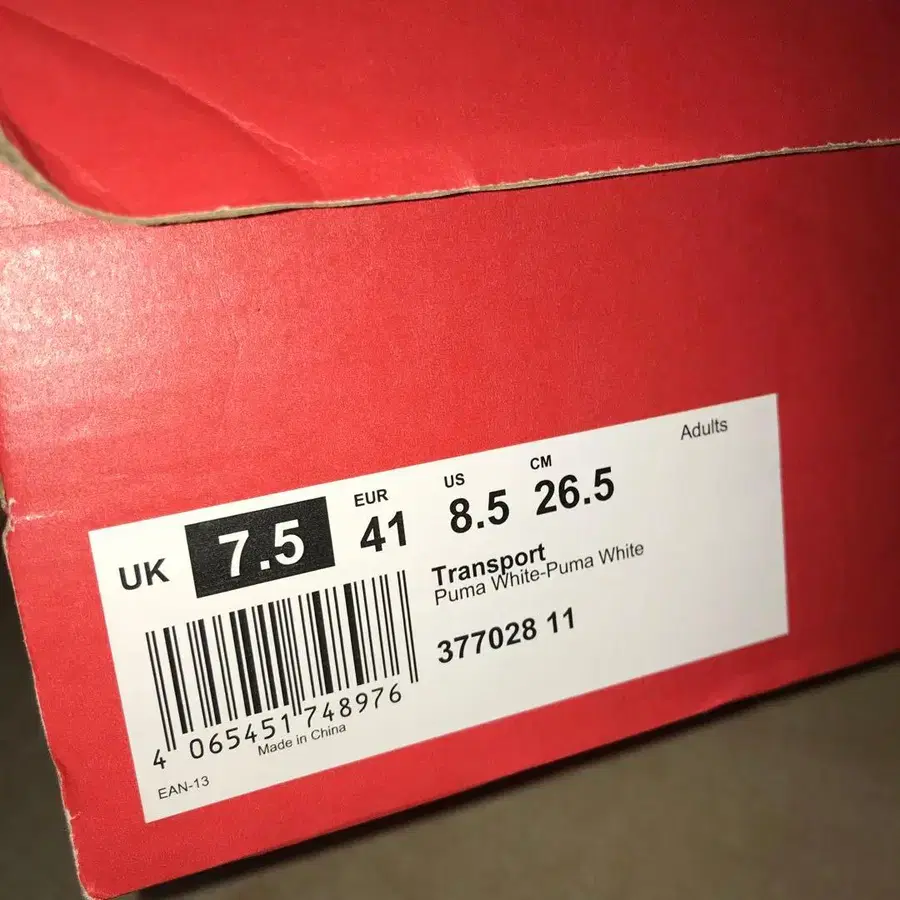 Adults
UK 7.5
EUR 41
US 8.5
CM 26.5
Transport
Puma White-Puma White
377028 11
4 065451 748976
Made in China
EAN-13